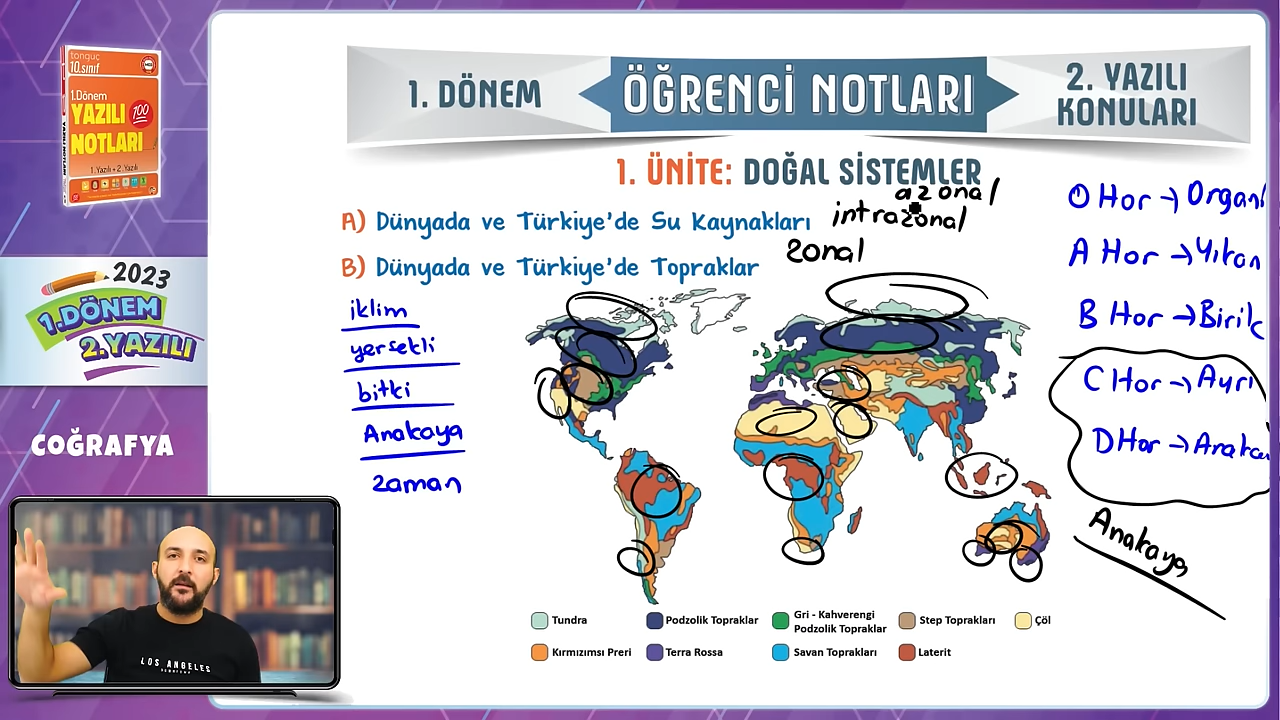 tonguç
10.sınıf
1.Dönem
YAZILI
100
NOTLARI
YAZILI NOTLARI
1. Yazılı + 2. Yazılı
2023
1.DÖNEM
2.YAZILI
COĞRAFYA
LOS ANGELES
1. DÖNEM
ÖĞRENCİ NOTLARI
2. YAZILI
KONULARI
1. ÜNİTE: DOĞAL SİSTEMLER
A) Dünyada ve Türkiye'de Su Kaynakları
B) Dünyada ve Türkiye'de Topraklar
azonal
intrazonal
zonal
iklim
yersekli
bitki
Anakaya
zaman
O Hor → Organi
A Hor → Yıkan
B Hor → Birik
C Hor → Ayrı
D Hor → Anaka
Anakaya
Tundra
Podzolik Topraklar
Gri - Kahverengi
Podzolik Topraklar
Step Toprakları
Çöl
Kırmızımsı Preri
Terra Rossa
Savan Toprakları
Laterit